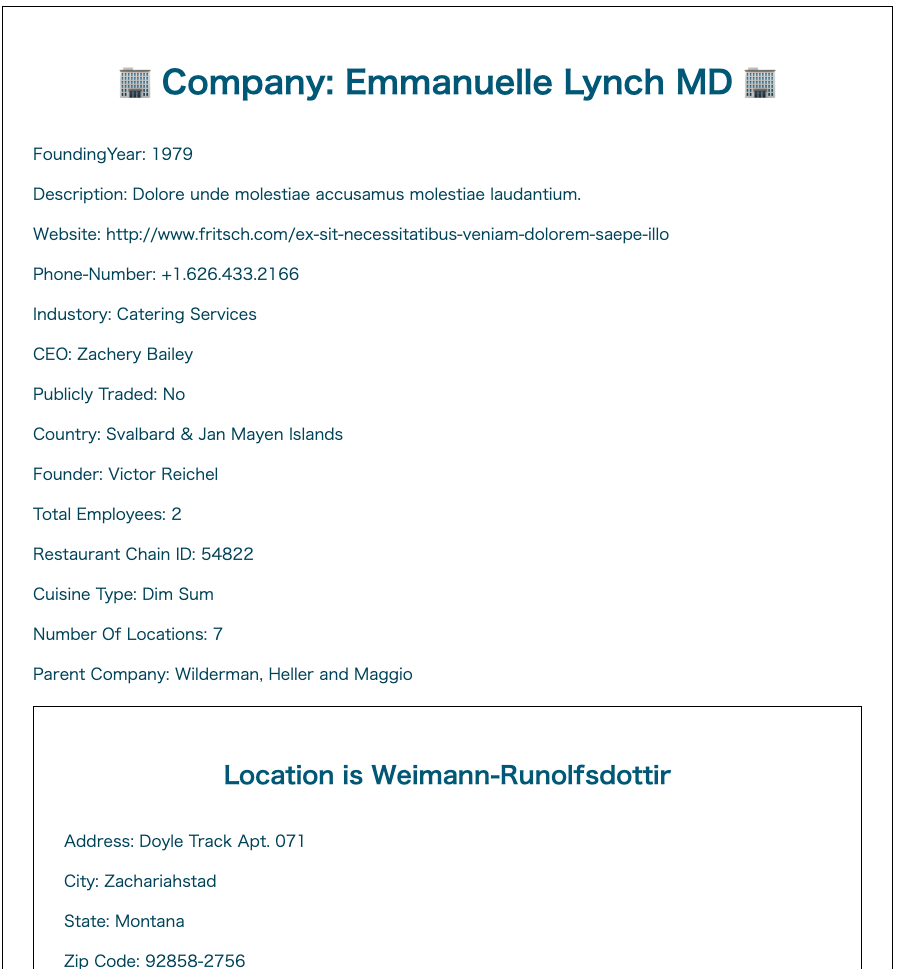 🏢 Company: Emmanuelle Lynch MD 🏢
FoundingYear: 1979
Description: Dolore unde molestiae accusamus molestiae laudantium.
Website: http://www.fritsch.com/ex-sit-necessitatibus-veniam-dolorem-saepe-illo
Phone-Number: +1.626.433.2166
Industory: Catering Services
CEO: Zachery Bailey
Publicly Traded: No
Country: Svalbard & Jan Mayen Islands
Founder: Victor Reichel
Total Employees: 2
Restaurant Chain ID: 54822
Cuisine Type: Dim Sum
Number Of Locations: 7
Parent Company: Wilderman, Heller and Maggio
Location is Weimann-Runolfsdottir
Address: Doyle Track Apt. 071
City: Zachariahstad
State: Montana
Zip Code: 92858-2756